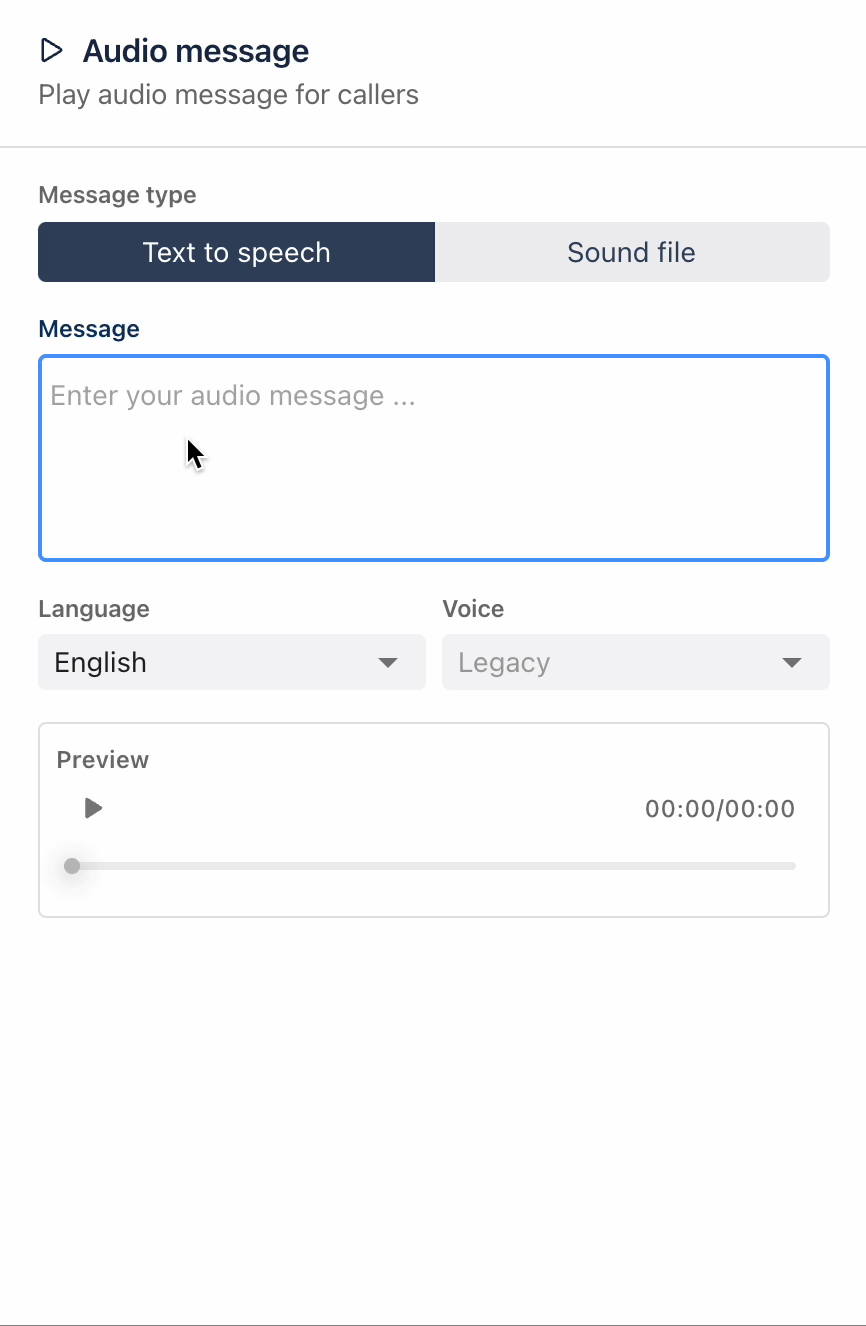 Audio message
Play audio message for callers
Message type
Text to speech
Sound file
Message
Enter your audio message ...
Language
Voice
English
Legacy
Preview
00:00/00:00